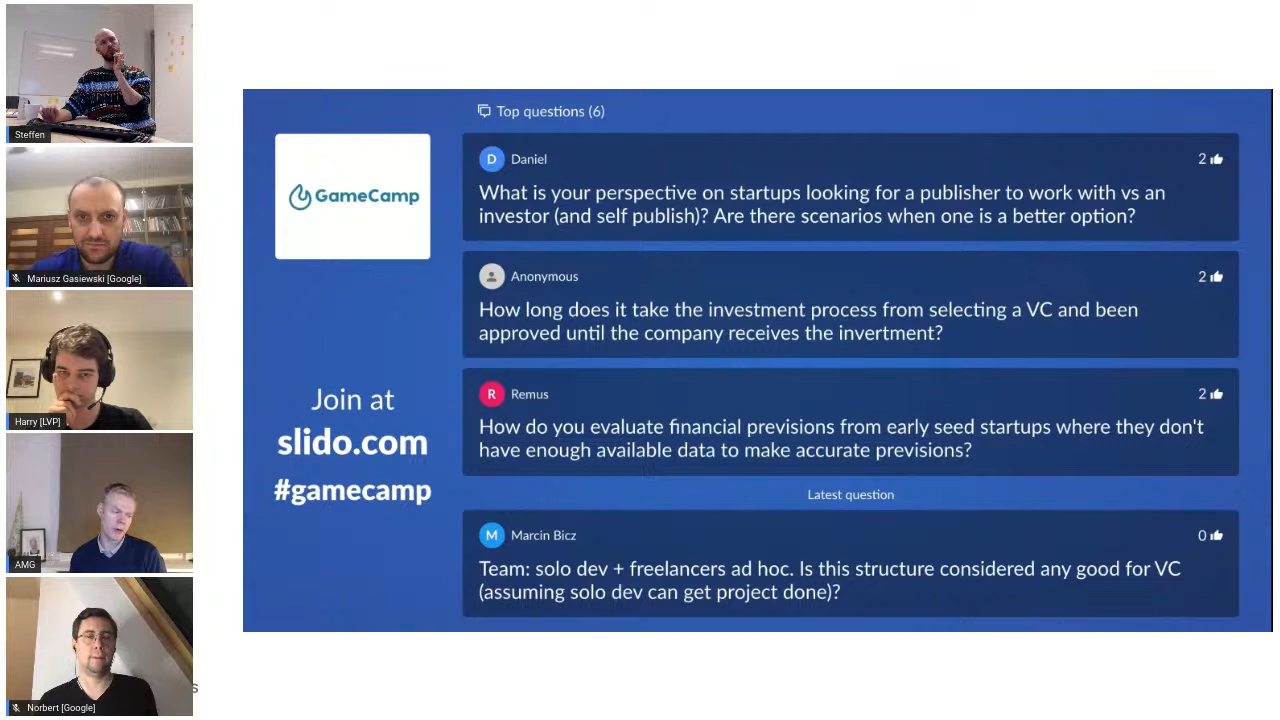 Steffen
Mariusz Gasiewski [Google]
Harry [LVP]
AMG
Norbert [Google]
s
GameCamp
Join at
slido.com
#gamecamp
Top questions (6)
D Daniel 2
What is your perspective on startups looking for a publisher to work with vs an
investor (and self publish)? Are there scenarios when one is a better option?
Anonymous 2
How long does it take the investment process from selecting a VC and been
approved until the company receives the invertment?
R Remus 2
How do you evaluate financial previsions from early seed startups where they don't
have enough available data to make accurate previsions?
Latest question
M Marcin Bicz 0
Team: solo dev + freelancers ad hoc. Is this structure considered any good for VC
(assuming solo dev can get project done)?